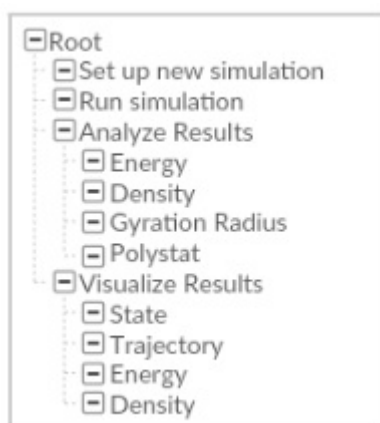 Root
Set up new simulation
Run simulation
Analyze Results
Energy
Density
Gyration Radius
Polystat
Visualize Results
State
Trajectory
Energy
Density